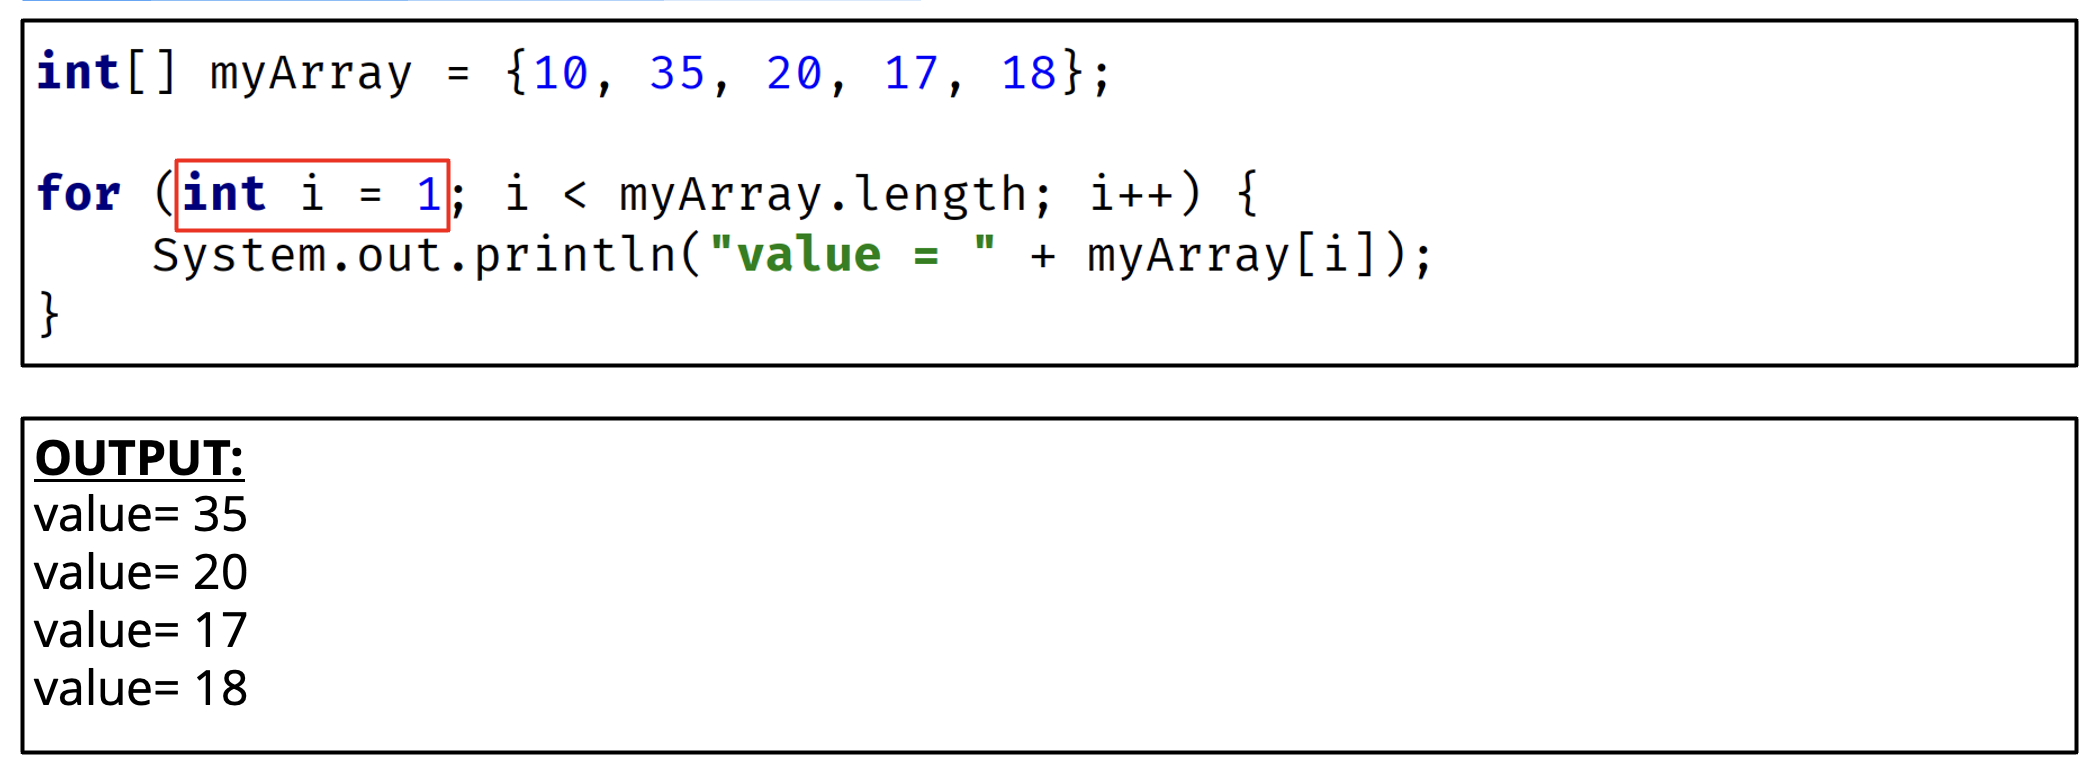 int[] myArray = {10, 35, 20, 17, 18};
for (int i = 1; i < myArray.length; i++) {
    System.out.println("value = " + myArray[i]);
}
OUTPUT:
value= 35
value= 20
value= 17
value= 18